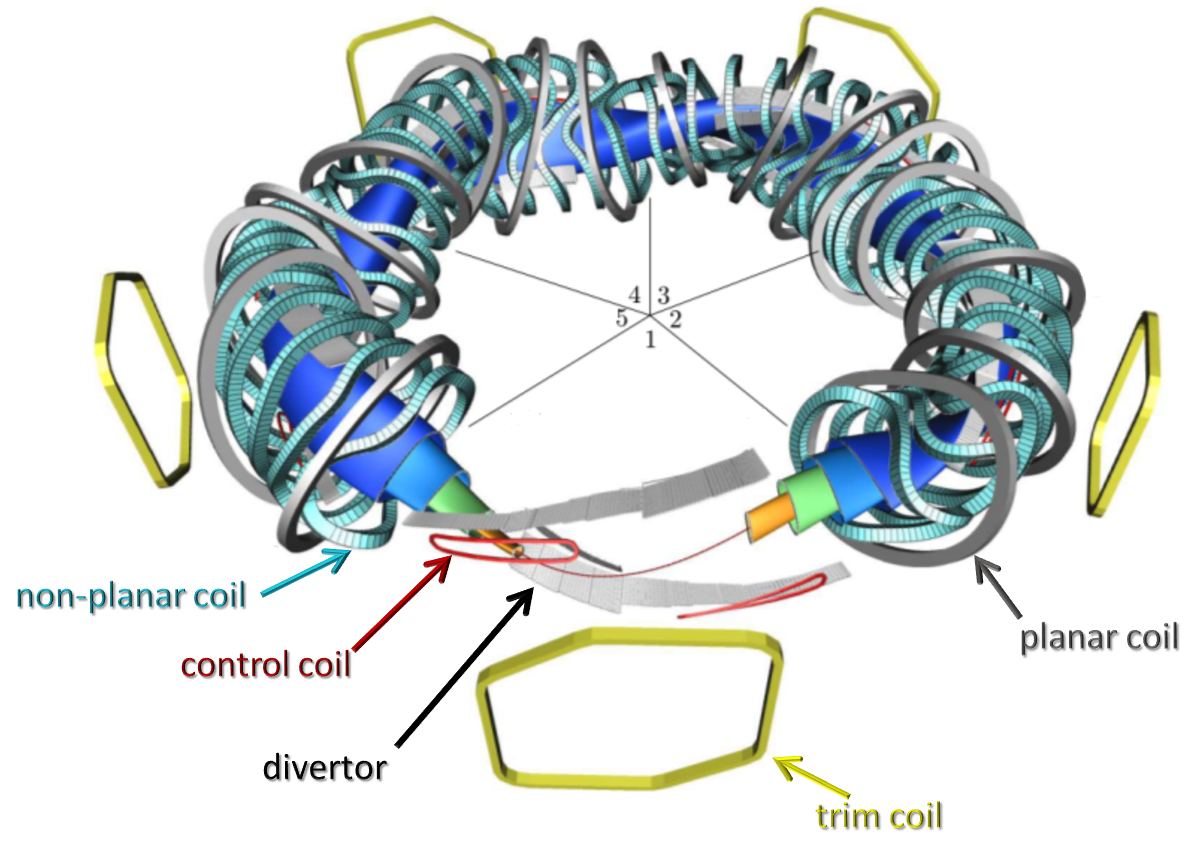 4 3
5 2
1
non-planar coil
control coil
planar coil
divertor
trim coil